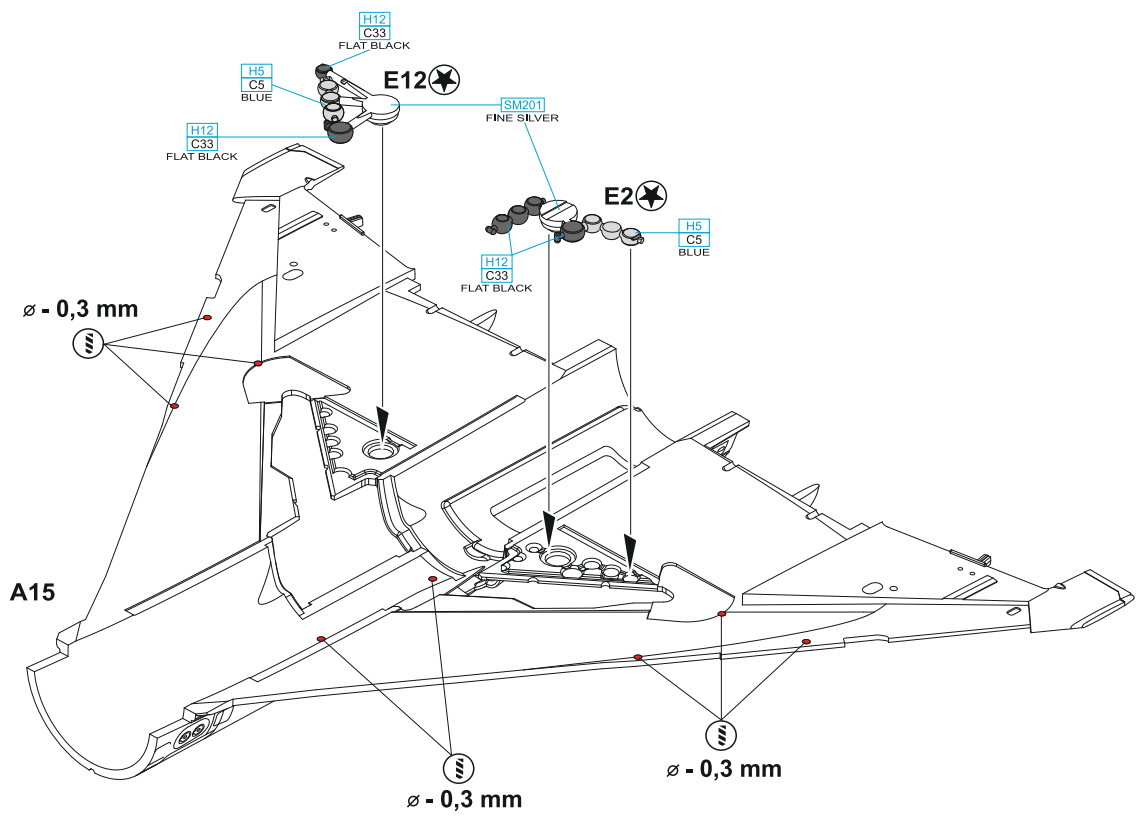 H12
C33
FLAT BLACK
H5
C5
BLUE
E12
SM201
FINE SILVER
H12
C33
FLAT BLACK
E2
H5
C5
BLUE
H12
C33
FLAT BLACK
ø - 0,3 mm
A15
ø - 0,3 mm
ø - 0,3 mm